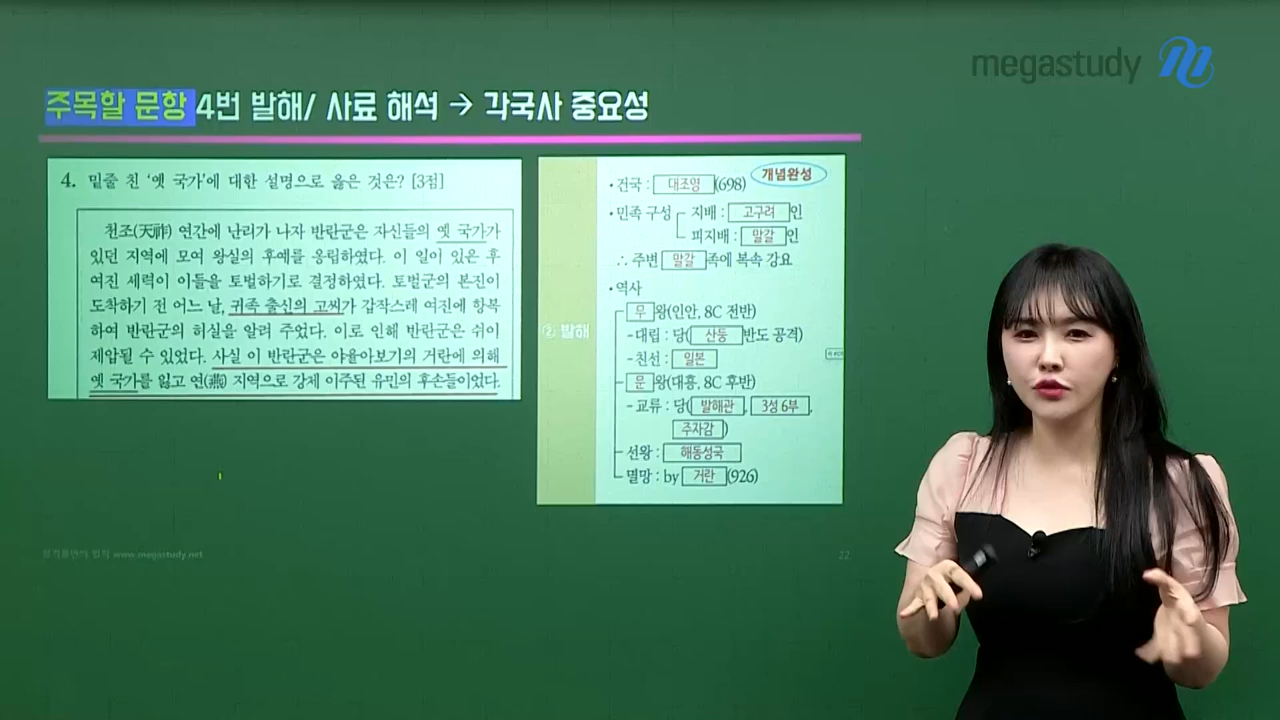 megastudy
주목할 문항 4번 발해/ 사료 해석 → 각국사 중요성
4. 밑줄 친 '옛 국가'에 대한 설명으로 옳은 것은? [3점]
천조(天祚) 연간에 난리가 나자 반란군은 자신들의 옛 국가가
있던 지역에 모여 왕실의 후예를 옹립하였다. 이 일이 있은 후
여진 세력이 이들을 토벌하기로 결정하였다. 토벌군의 본진이
도착하기 전 어느 날, 귀족 출신의 고씨가 갑작스레 여진에 항복
하여 반란군의 허실을 알려 주었다. 이로 인해 반란군은 쉬이
제압될 수 있었다. 사실 이 반란군은 야율아보기의 거란에 의해
옛 국가를 잃고 연(燕) 지역으로 강제 이주된 유민의 후손들이었다.
② 발해
개념완성
• 건국 : 대조영 (698)
• 민족 구성 지배 : 고구려 인
피지배 : 말갈 인
∴ 주변 말갈 족에 복속 강요
• 역사
무 왕(인안, 8C 전반)
- 대립 : 당( 산둥 반도 공격)
- 친선 : 일본
문 왕(대흥, 8C 후반)
- 교류 : 당( 발해관 , 3성 6부 ,
주자감 )
선왕 : 해동성국
멸망 : by 거란 (926)
www.megastudy.net
22